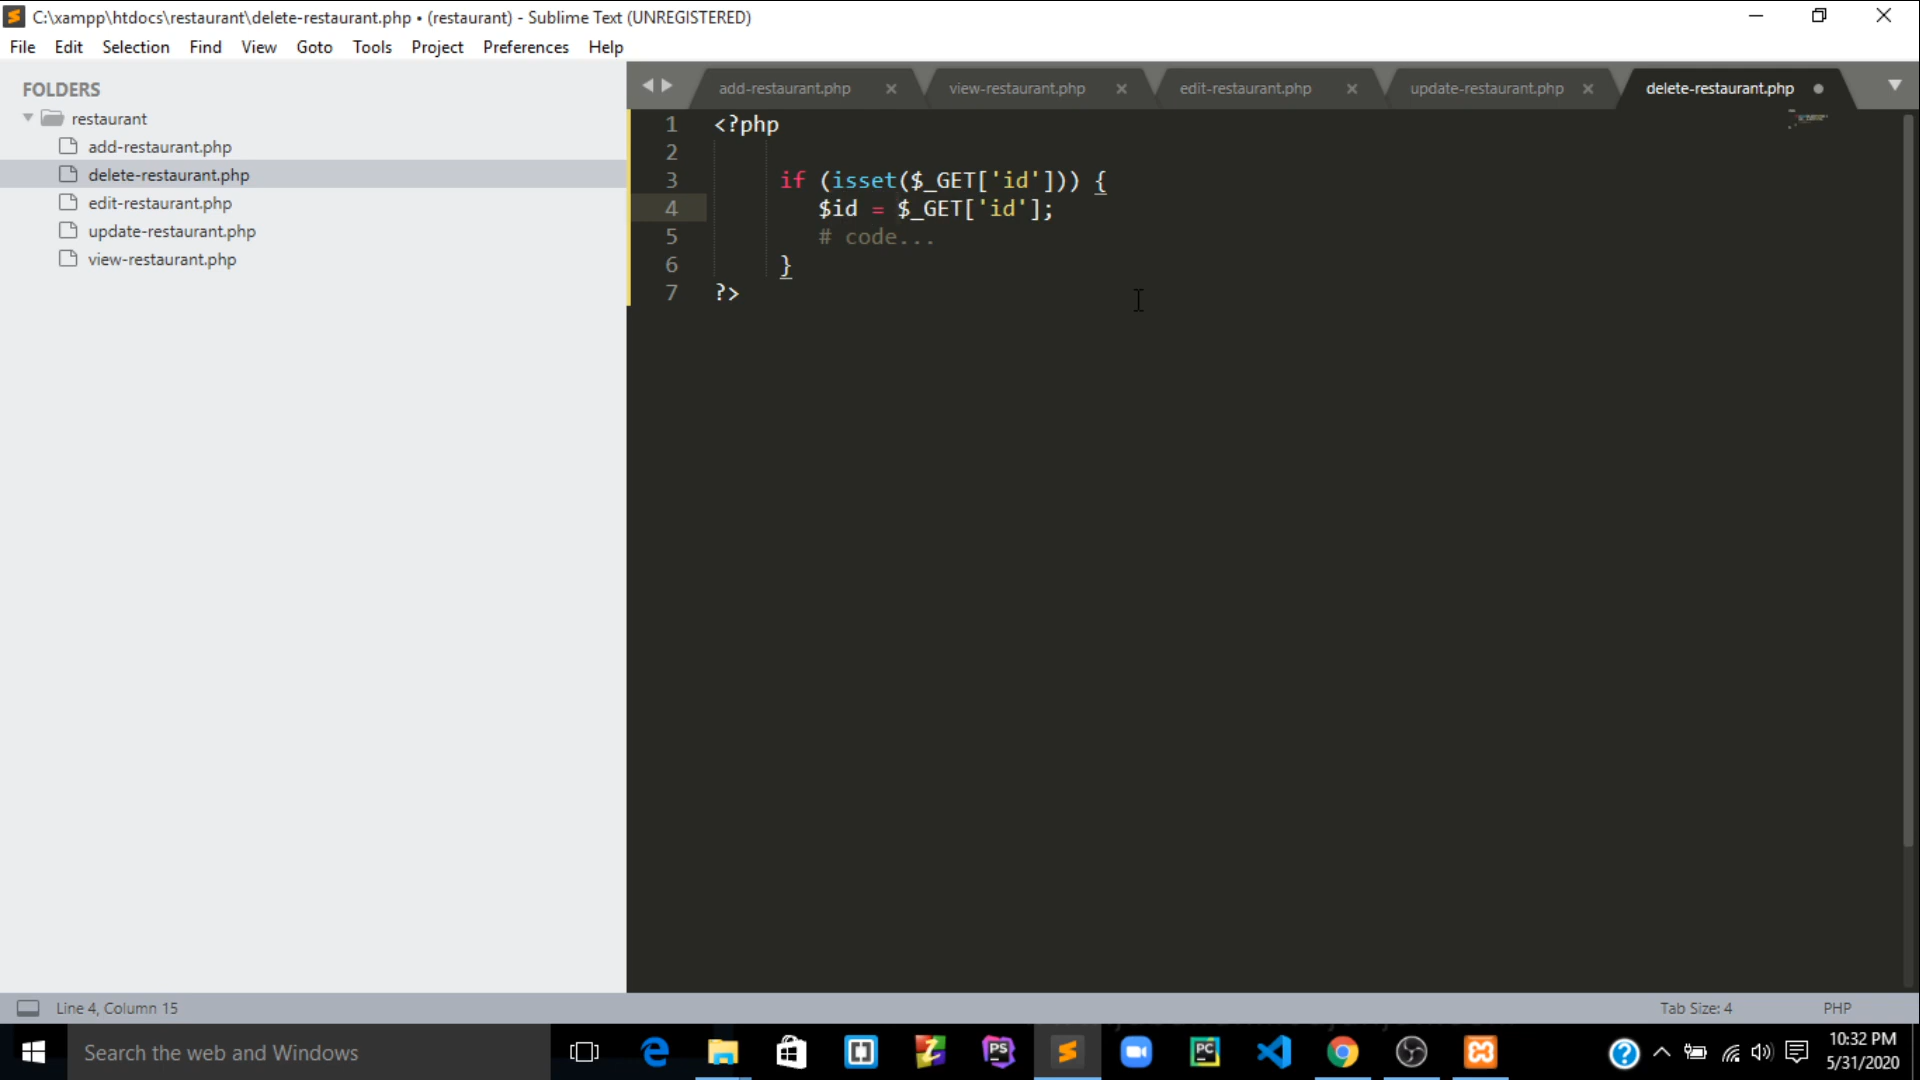 C:\xampp\htdocs\restaurant\delete-restaurant.php • (restaurant) - Sublime Text (UNREGISTERED)
File Edit Selection Find View Goto Tools Project Preferences Help
FOLDERS
restaurant
add-restaurant.php
delete-restaurant.php
edit-restaurant.php
update-restaurant.php
view-restaurant.php
add-restaurant.php view-restaurant.php edit-restaurant.php update-restaurant.php delete-restaurant.php
1 <?php
2
3 if (isset($_GET['id'])) {
4 $id = $_GET['id'];
5 # code...
6 }
7 ?>
Line 4, Column 15 Tab Size: 4 PHP
Search the web and Windows
PS
PC
10:32 PM
5/31/2020